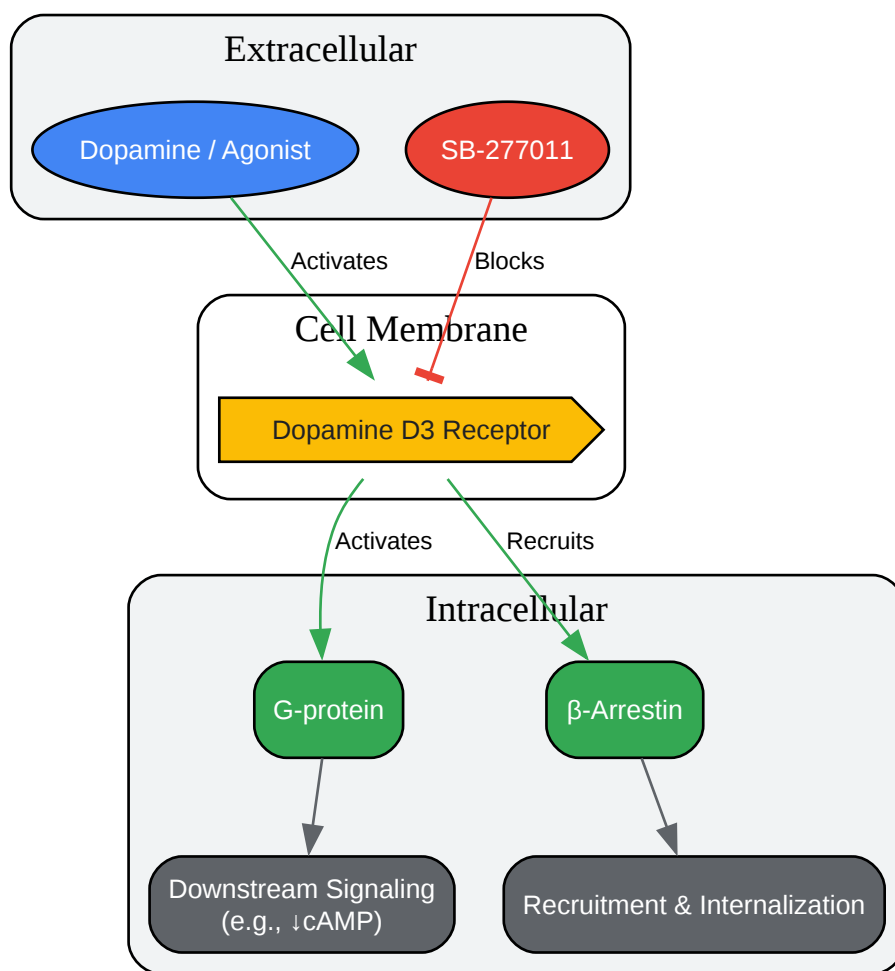 Extracellular
Dopamine / Agonist
SB-277011
Activates
Blocks
Cell Membrane
Dopamine D3 Receptor
Activates
Recruits
Intracellular
G-protein
β-Arrestin
Downstream Signaling
(e.g., ↓cAMP)
Recruitment & Internalization